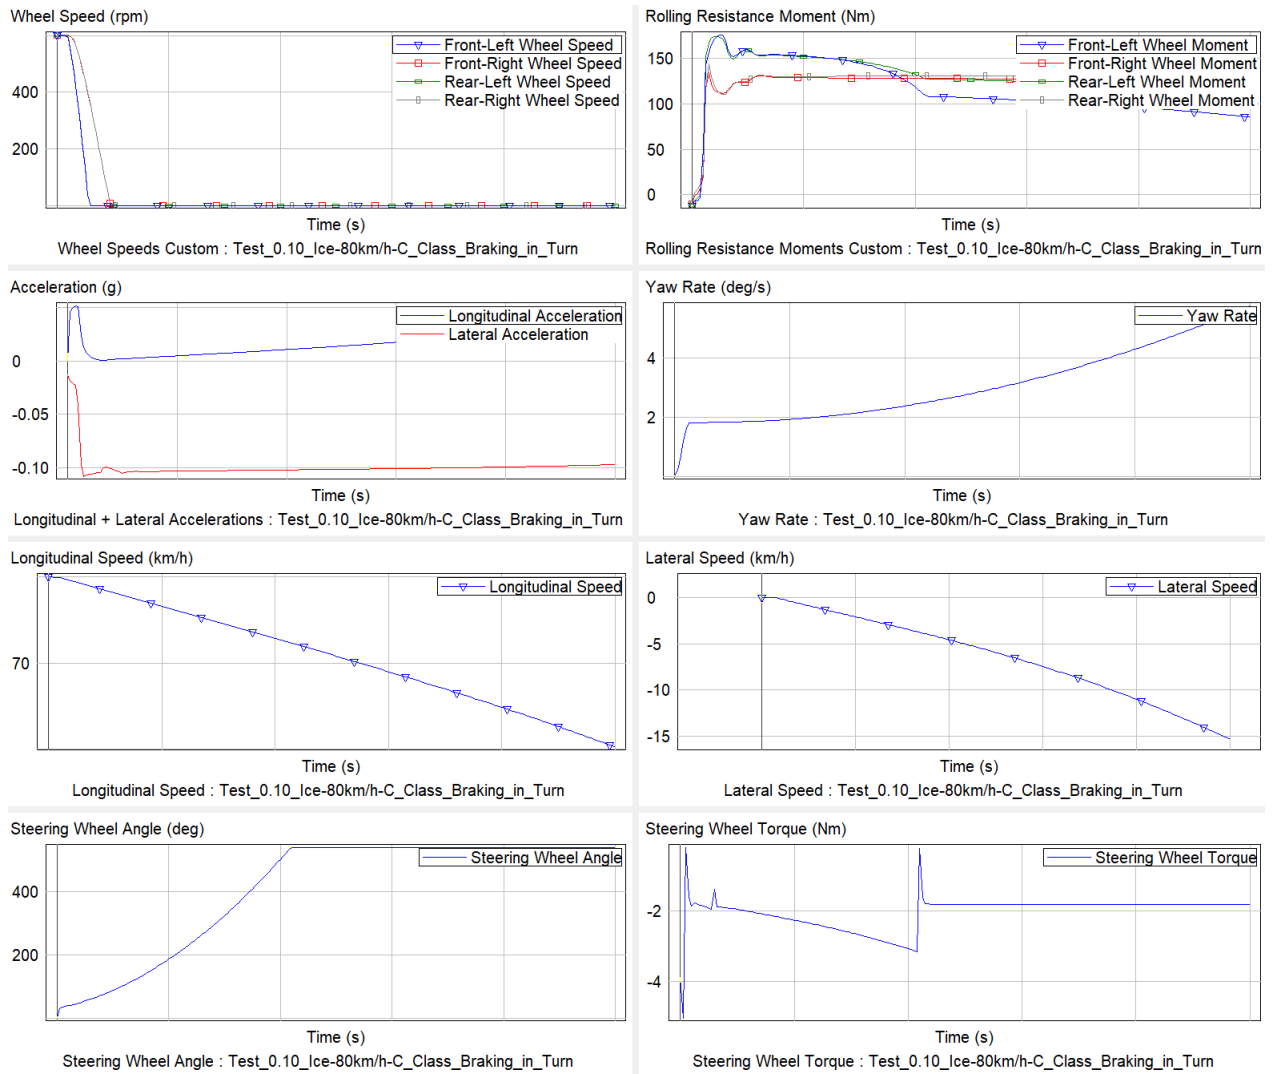 Wheel Speed (rpm)
Front-Left Wheel Speed
Front-Right Wheel Speed
Rear-Left Wheel Speed
Rear-Right Wheel Speed
400
200
Time (s)
Wheel Speeds Custom : Test_0.10_Ice-80km/h-C_Class_Braking_in_Turn
Rolling Resistance Moment (Nm)
Front-Left Wheel Moment
Front-Right Wheel Moment
Rear-Left Wheel Moment
Rear-Right Wheel Moment
150
100
50
0
Time (s)
Rolling Resistance Moments Custom : Test_0.10_Ice-80km/h-C_Class_Braking_in_Turn
Acceleration (g)
Longitudinal Acceleration
Lateral Acceleration
0
-0.05
-0.10
Time (s)
Longitudinal + Lateral Accelerations : Test_0.10_Ice-80km/h-C_Class_Braking_in_Turn
Yaw Rate (deg/s)
Yaw Rate
4
2
Time (s)
Yaw Rate : Test_0.10_Ice-80km/h-C_Class_Braking_in_Turn
Longitudinal Speed (km/h)
Longitudinal Speed
70
Time (s)
Longitudinal Speed : Test_0.10_Ice-80km/h-C_Class_Braking_in_Turn
Lateral Speed (km/h)
Lateral Speed
0
-5
-10
-15
Time (s)
Lateral Speed : Test_0.10_Ice-80km/h-C_Class_Braking_in_Turn
Steering Wheel Angle (deg)
Steering Wheel Angle
400
200
Time (s)
Steering Wheel Angle : Test_0.10_Ice-80km/h-C_Class_Braking_in_Turn
Steering Wheel Torque (Nm)
Steering Wheel Torque
-2
-4
Time (s)
Steering Wheel Torque : Test_0.10_Ice-80km/h-C_Class_Braking_in_Turn